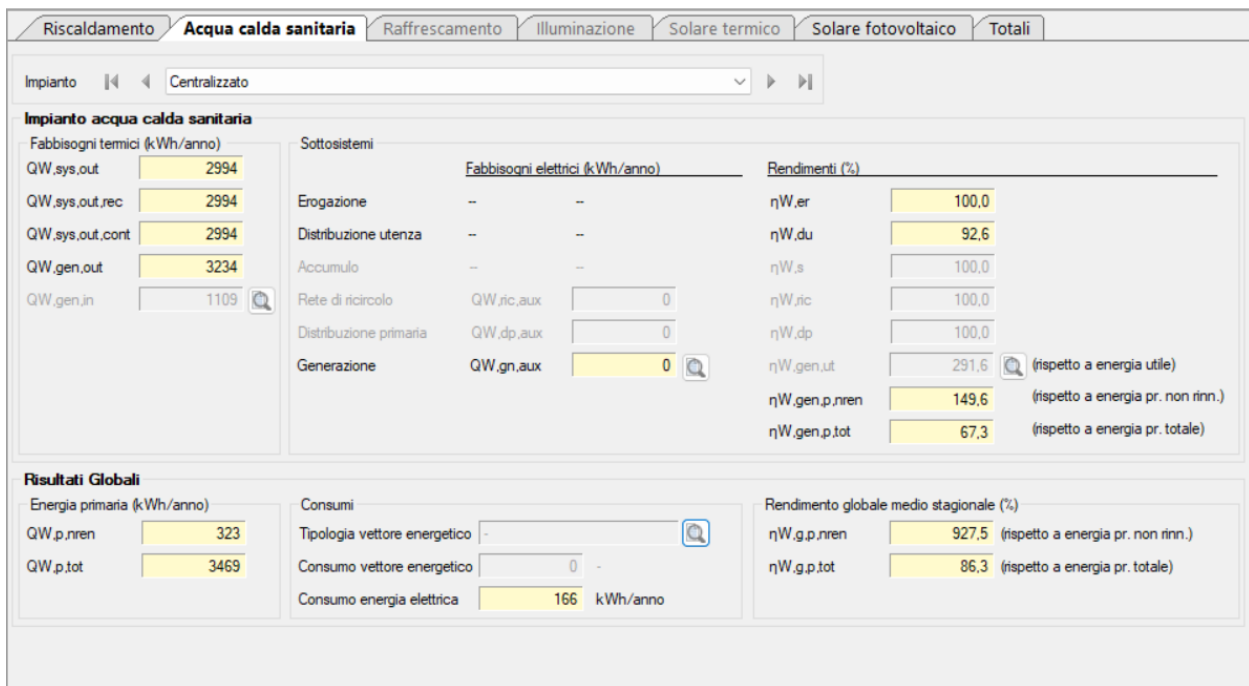 Riscaldamento Acqua calda sanitaria Raffrescamento Illuminazione Solare termico Solare fotovoltaico Totali
Impianto Centralizzato
Impianto acqua calda sanitaria
Fabbisogni termici (kWh/anno)
QW,sys,out 2994
QW,sys,out,rec 2994
QW,sys,out,cont 2994
QW,gen,out 3234
QW,gen,in 1109
Sottosistemi
Fabbisogni elettrici (kWh/anno) Rendimenti (%)
Erogazione -- -- ηW,er 100,0
Distribuzione utenza -- -- ηW,du 92,6
Accumulo -- -- ηW,s 100,0
Rete di ricircolo QW,ric,aux 0 ηW,ric 100,0
Distribuzione primaria QW,dp,aux 0 ηW,dp 100,0
Generazione QW,gn,aux 0 ηW,gen,ut 291,6 (rispetto a energia utile)
ηW,gen,p,nren 149,6 (rispetto a energia pr. non rinn.)
ηW,gen,p,tot 67,3 (rispetto a energia pr. totale)
Risultati Globali
Energia primaria (kWh/anno)
QW,p,nren 323
QW,p,tot 3469
Consumi
Tipologia vettore energetico -
Consumo vettore energetico 0 -
Consumo energia elettrica 166 kWh/anno
Rendimento globale medio stagionale (%)
ηW,g,p,nren 927,5 (rispetto a energia pr. non rinn.)
ηW,g,p,tot 86,3 (rispetto a energia pr. totale)